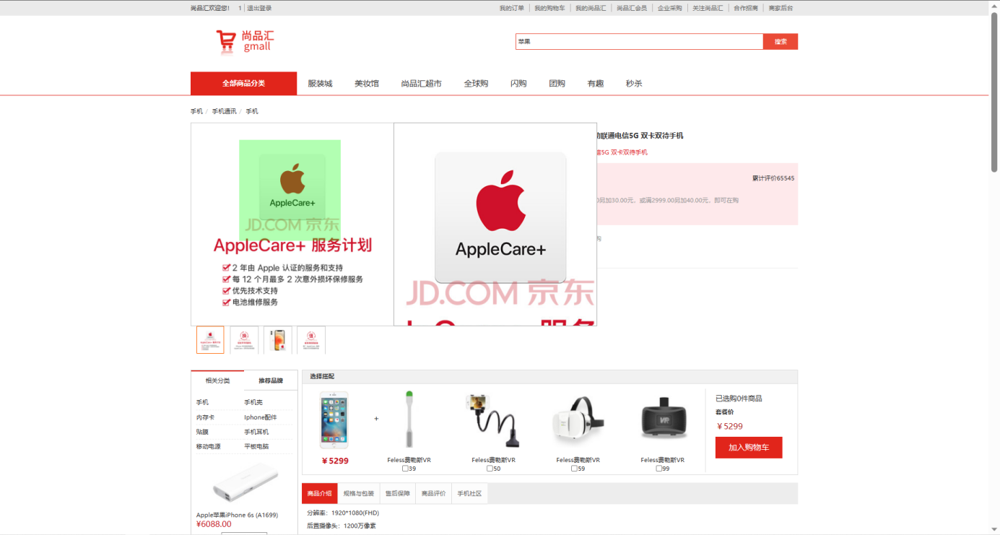 尚品汇欢迎您! 1 退出登录
我的订单 我的购物车 我的尚品汇 尚品汇会员 企业采购 关注尚品汇 合作招商 商家后台
尚品汇
gmall
苹果
搜索
全部商品分类 服装城 美妆馆 尚品汇超市 全球购 闪购 团购 有趣 秒杀
手机 / 手机通讯 / 手机
AppleCare+
JD.COM 京东
AppleCare+ 服务计划
2 年由 Apple 认证的服务和支持
每 12 个月最多 2 次意外损坏保修服务
优先技术支持
电池维修服务
AppleCare+
JD.COM 京东
联通电信5G 双卡双待手机
信5G 双卡双待手机
累计评价65545
另加30.00元,或满2999.00另加40.00元,即可在购
购
相关分类 推荐品牌
手机 手机壳
内存卡 Iphone配件
贴膜 手机耳机
移动电源 平板电脑
Apple苹果iPhone 6s (A1699)
¥6088.00
选择搭配
+
VR
¥5299
Feless费勒斯VR
39
Feless费勒斯VR
50
Feless费勒斯VR
59
Feless费勒斯VR
99
已选购0件商品
套餐价
¥5299
加入购物车
商品介绍 规格与包装 售后保障 商品评价 手机社区
分辨率:1920*1080(FHD)
后置摄像头:1200万像素